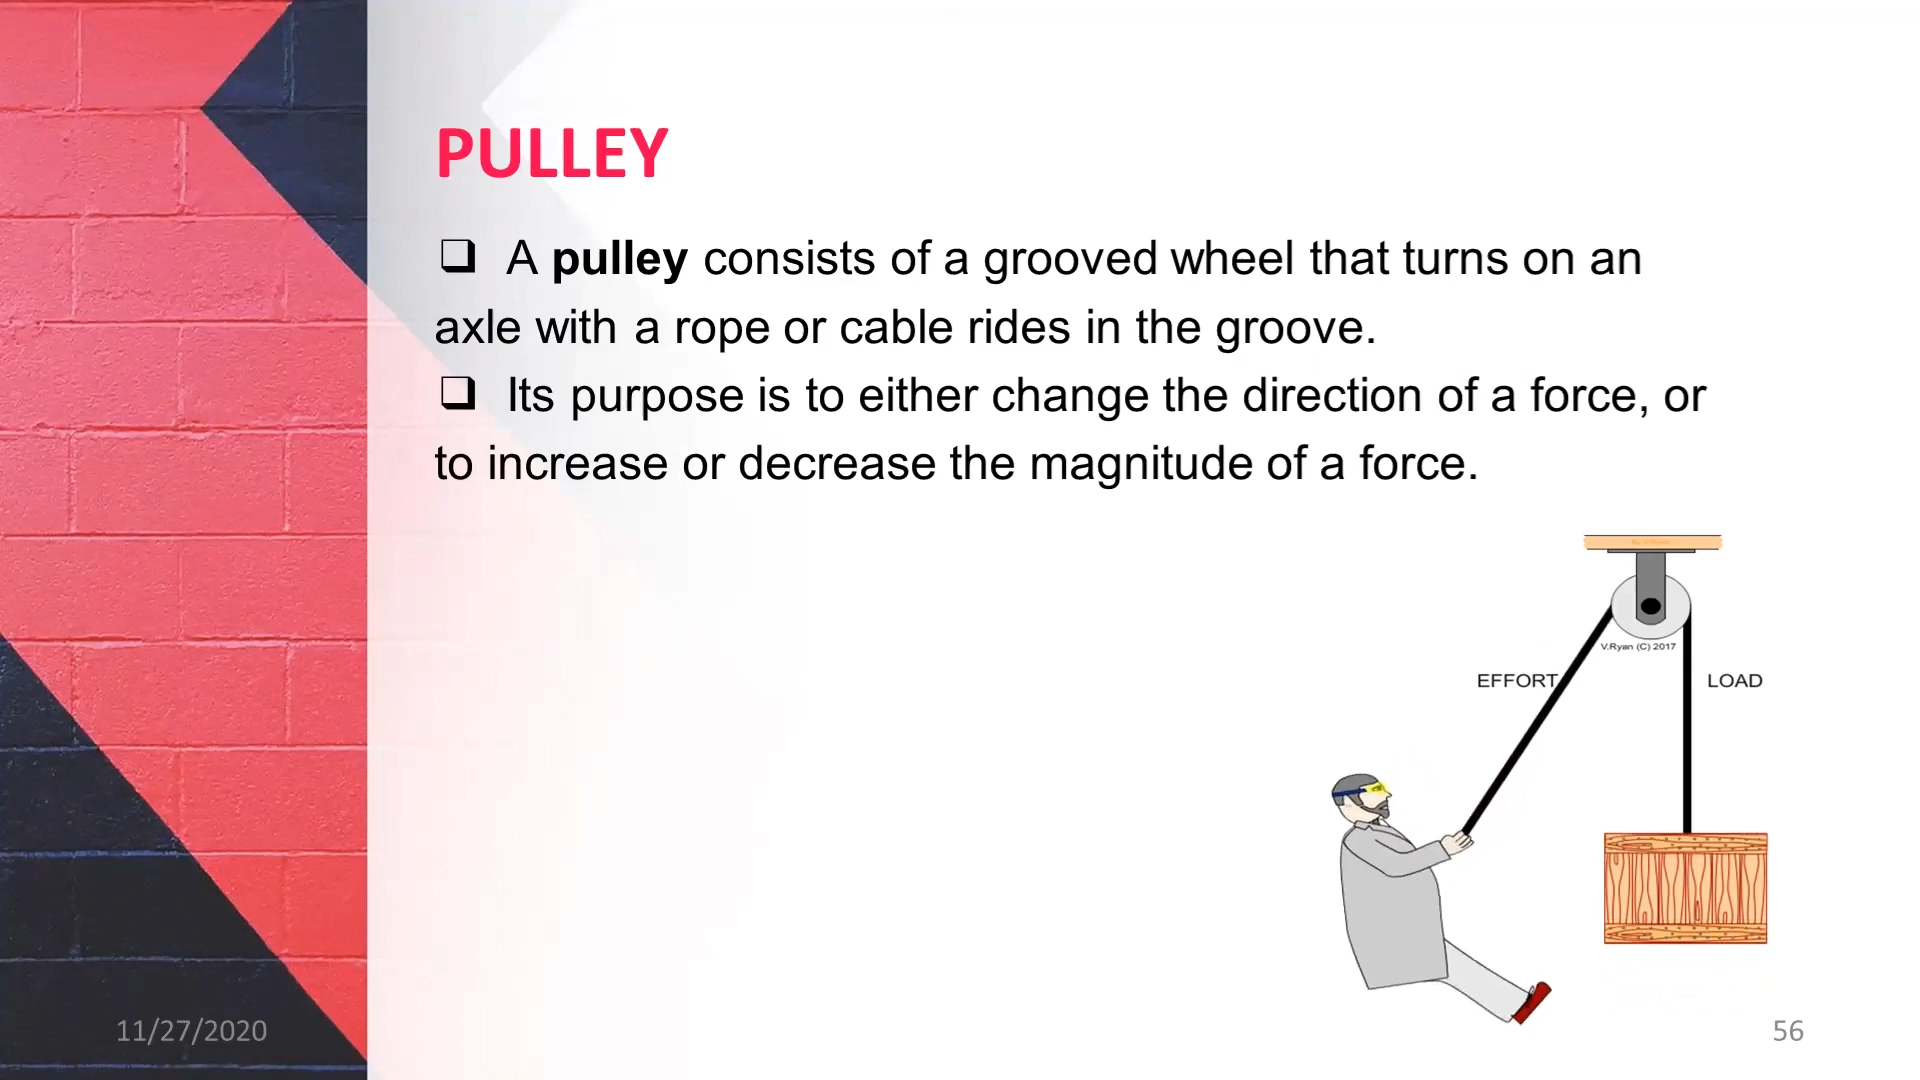 PULLEY
❑ A pulley consists of a grooved wheel that turns on an
axle with a rope or cable rides in the groove.
❑ Its purpose is to either change the direction of a force, or
to increase or decrease the magnitude of a force.
V.Ryan (C) 2017
EFFORT
LOAD
11/27/2020
56